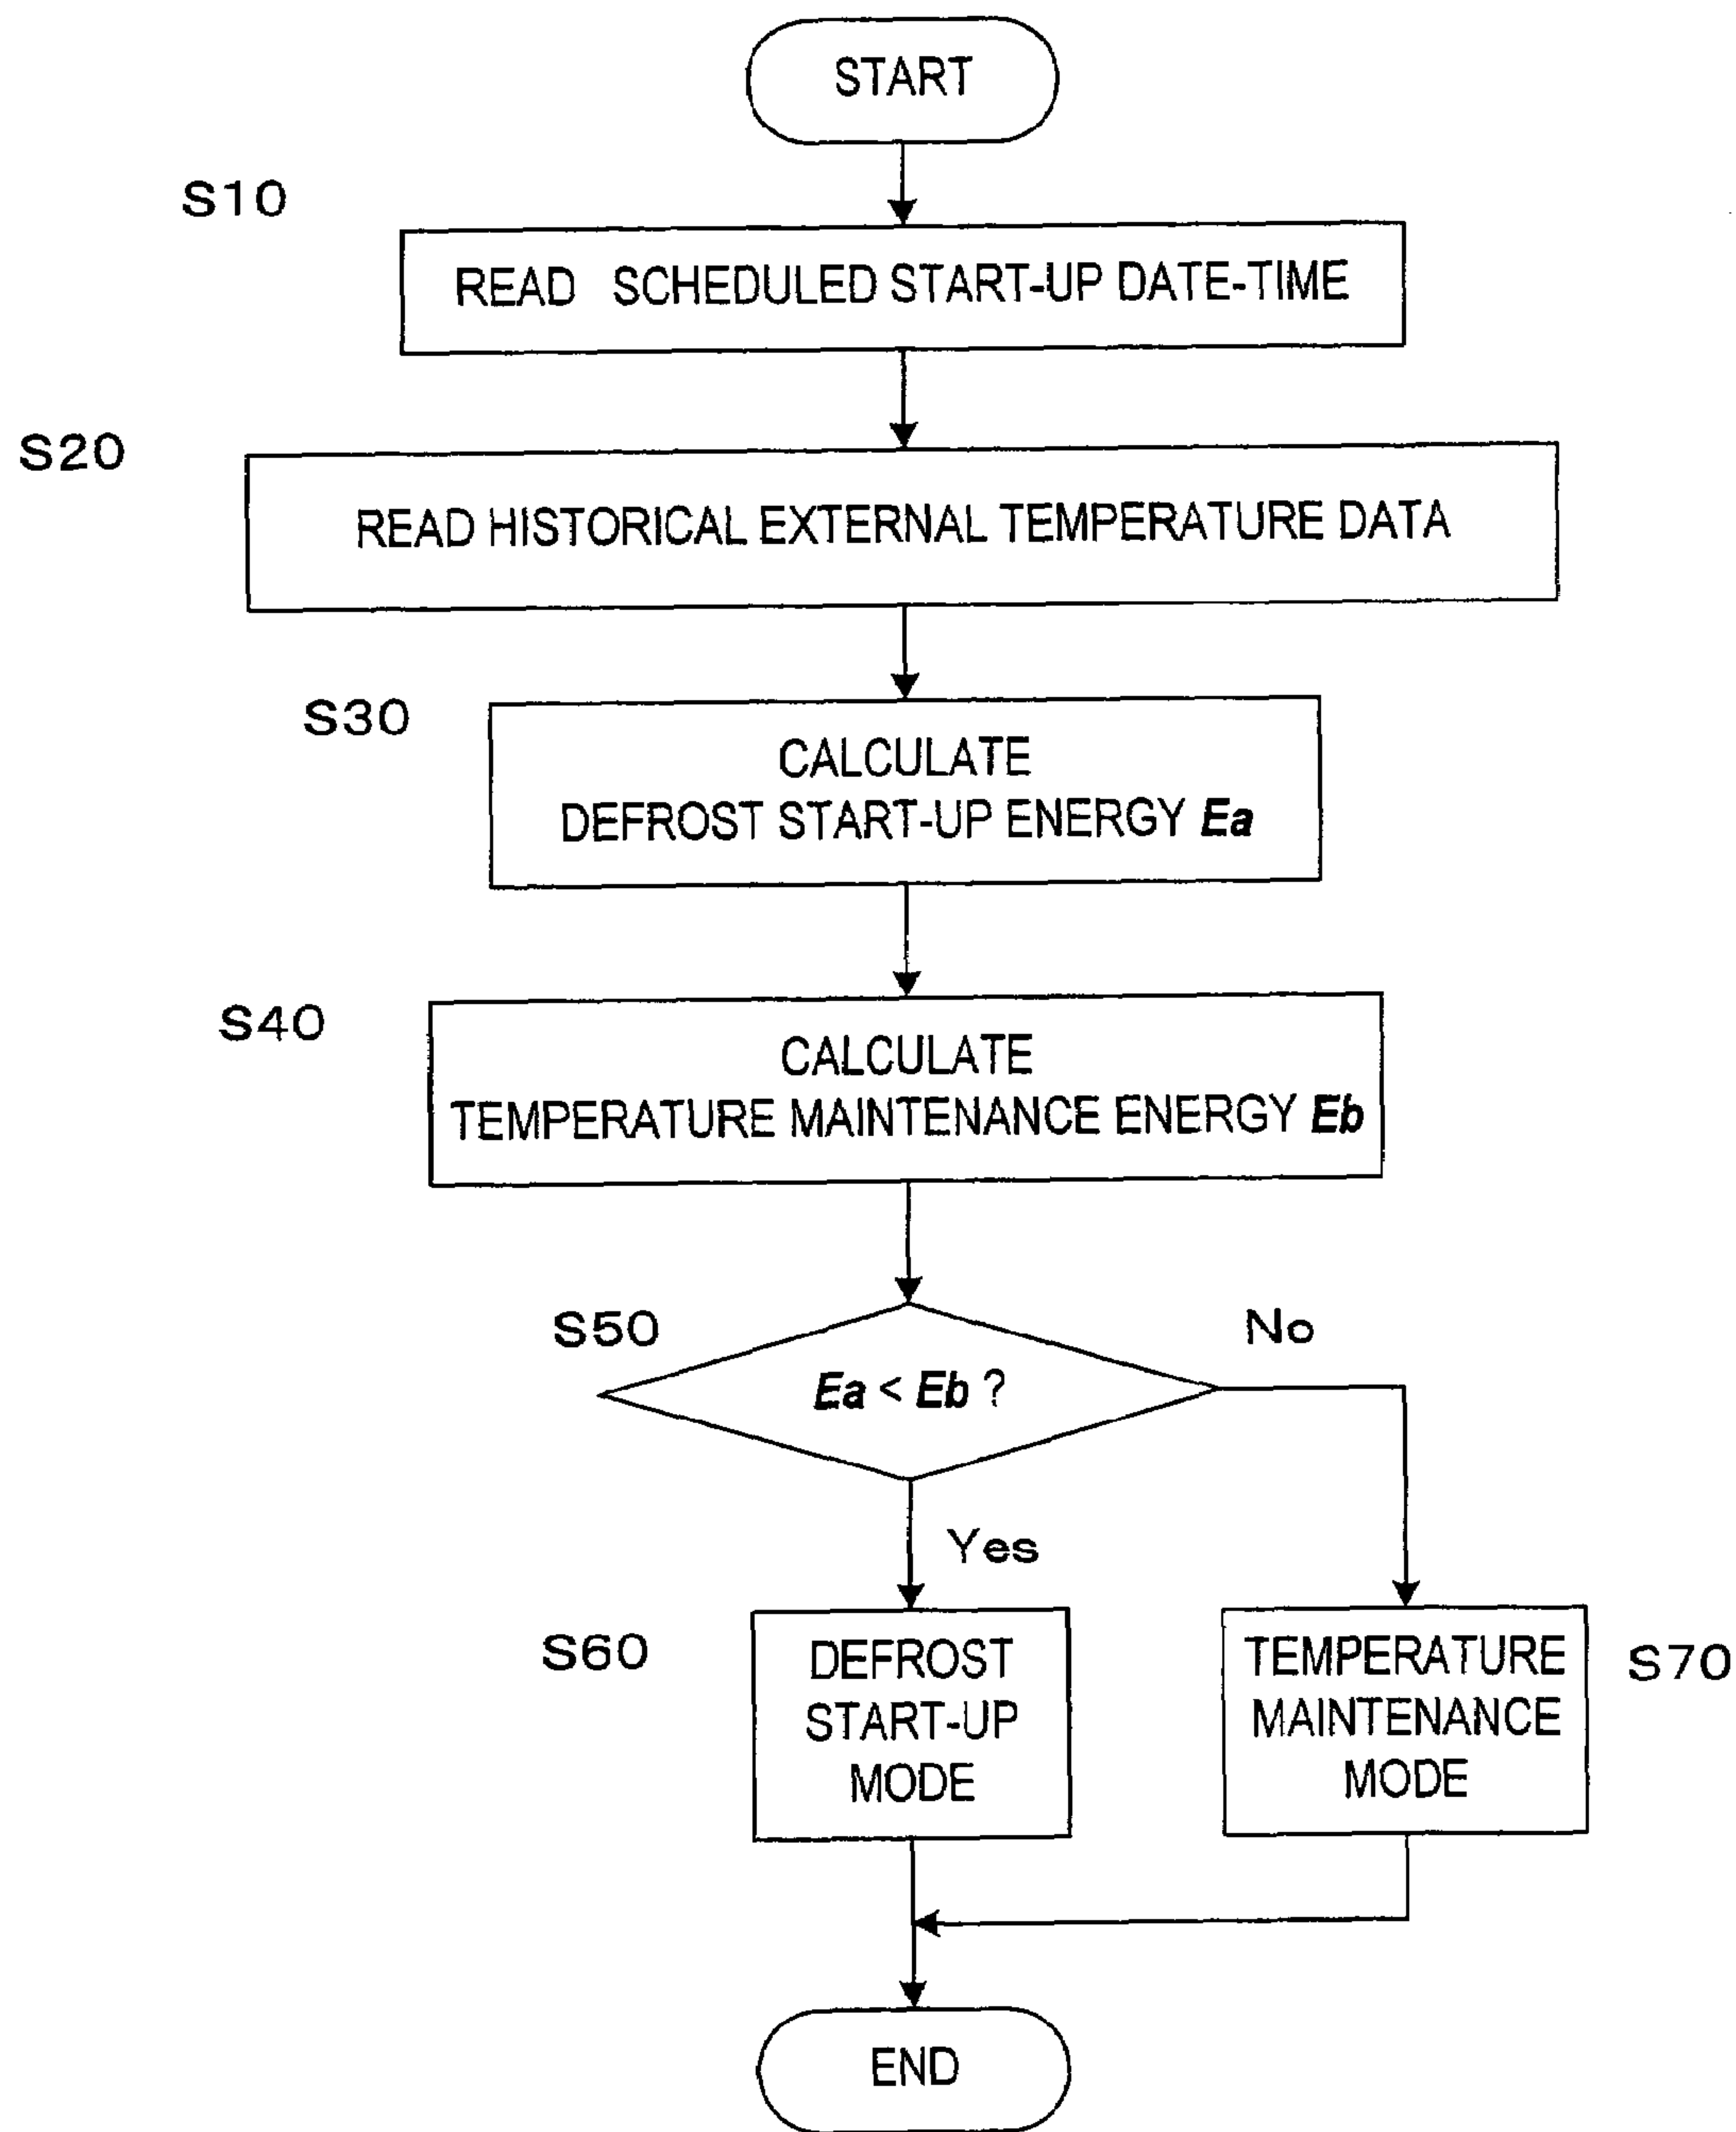 START
S10
READ SCHEDULED START-UP DATE-TIME
S20
READ HISTORICAL EXTERNAL TEMPERATURE DATA
S30
CALCULATE
DEFROST START-UP ENERGY Ea
S40
CALCULATE
TEMPERATURE MAINTENANCE ENERGY Eb
S50
No
Ea < Eb ?
Yes
S60
DEFROST
START-UP
MODE
TEMPERATURE
MAINTENANCE
MODE
S70
END